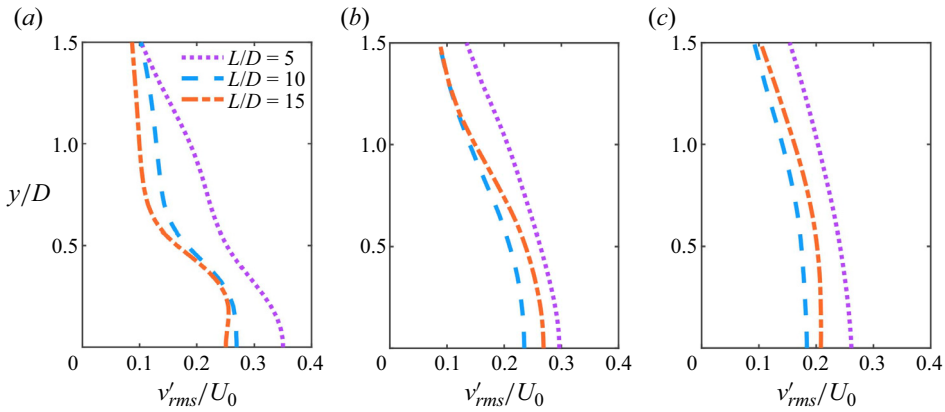 (a) (b) (c)
1.5 1.5 1.5
L/D = 5
L/D = 10
L/D = 15
1.0 1.0 1.0
y/D
0.5 0.5 0.5
0 0.1 0.2 0.3 0.4 0 0.1 0.2 0.3 0.4 0 0.1 0.2 0.3 0.4
v′rms/U0 v′rms/U0 v′rms/U0